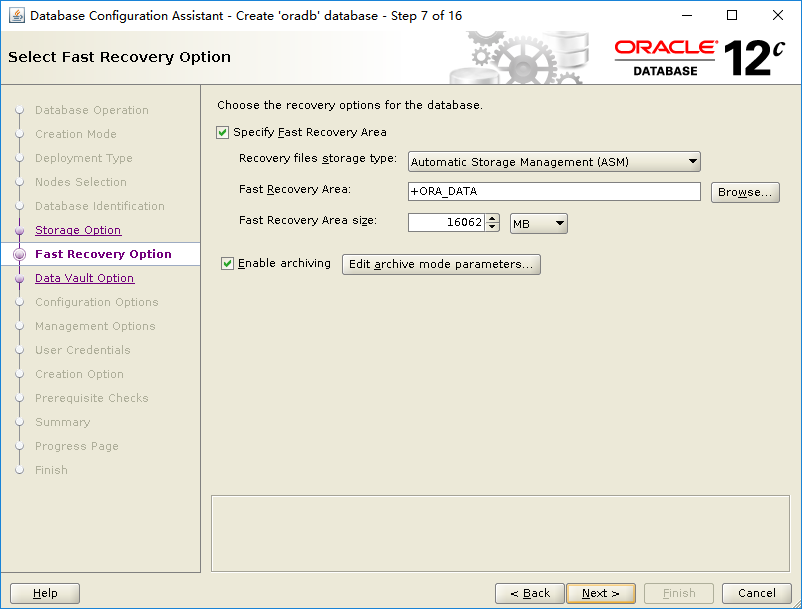 Database Configuration Assistant - Create 'oradb' database - Step 7 of 16
Select Fast Recovery Option
ORACLE
DATABASE
12c
Database Operation
Creation Mode
Deployment Type
Nodes Selection
Database Identification
Storage Option
Fast Recovery Option
Data Vault Option
Configuration Options
Management Options
User Credentials
Creation Option
Prerequisite Checks
Summary
Progress Page
Finish
Choose the recovery options for the database.
Specify Fast Recovery Area
Recovery files storage type: Automatic Storage Management (ASM)
Fast Recovery Area: +ORA_DATA Browse...
Fast Recovery Area size: 16062 MB
Enable archiving Edit archive mode parameters...
Help < Back Next > Finish Cancel